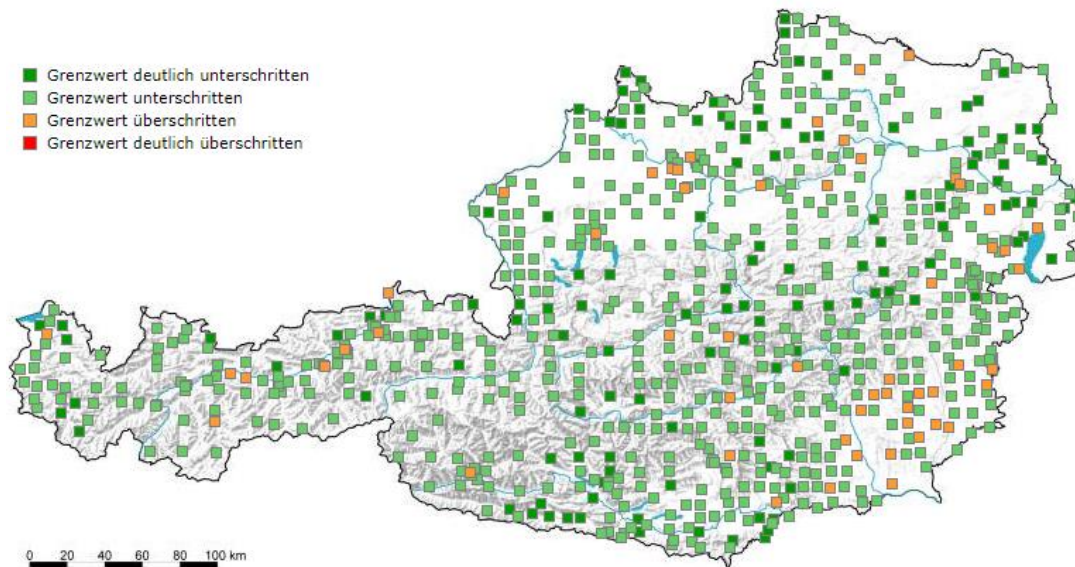 Grenzwert deutlich unterschritten
Grenzwert unterschritten
Grenzwert überschritten
Grenzwert deutlich überschritten
0 20 40 60 80 100 km